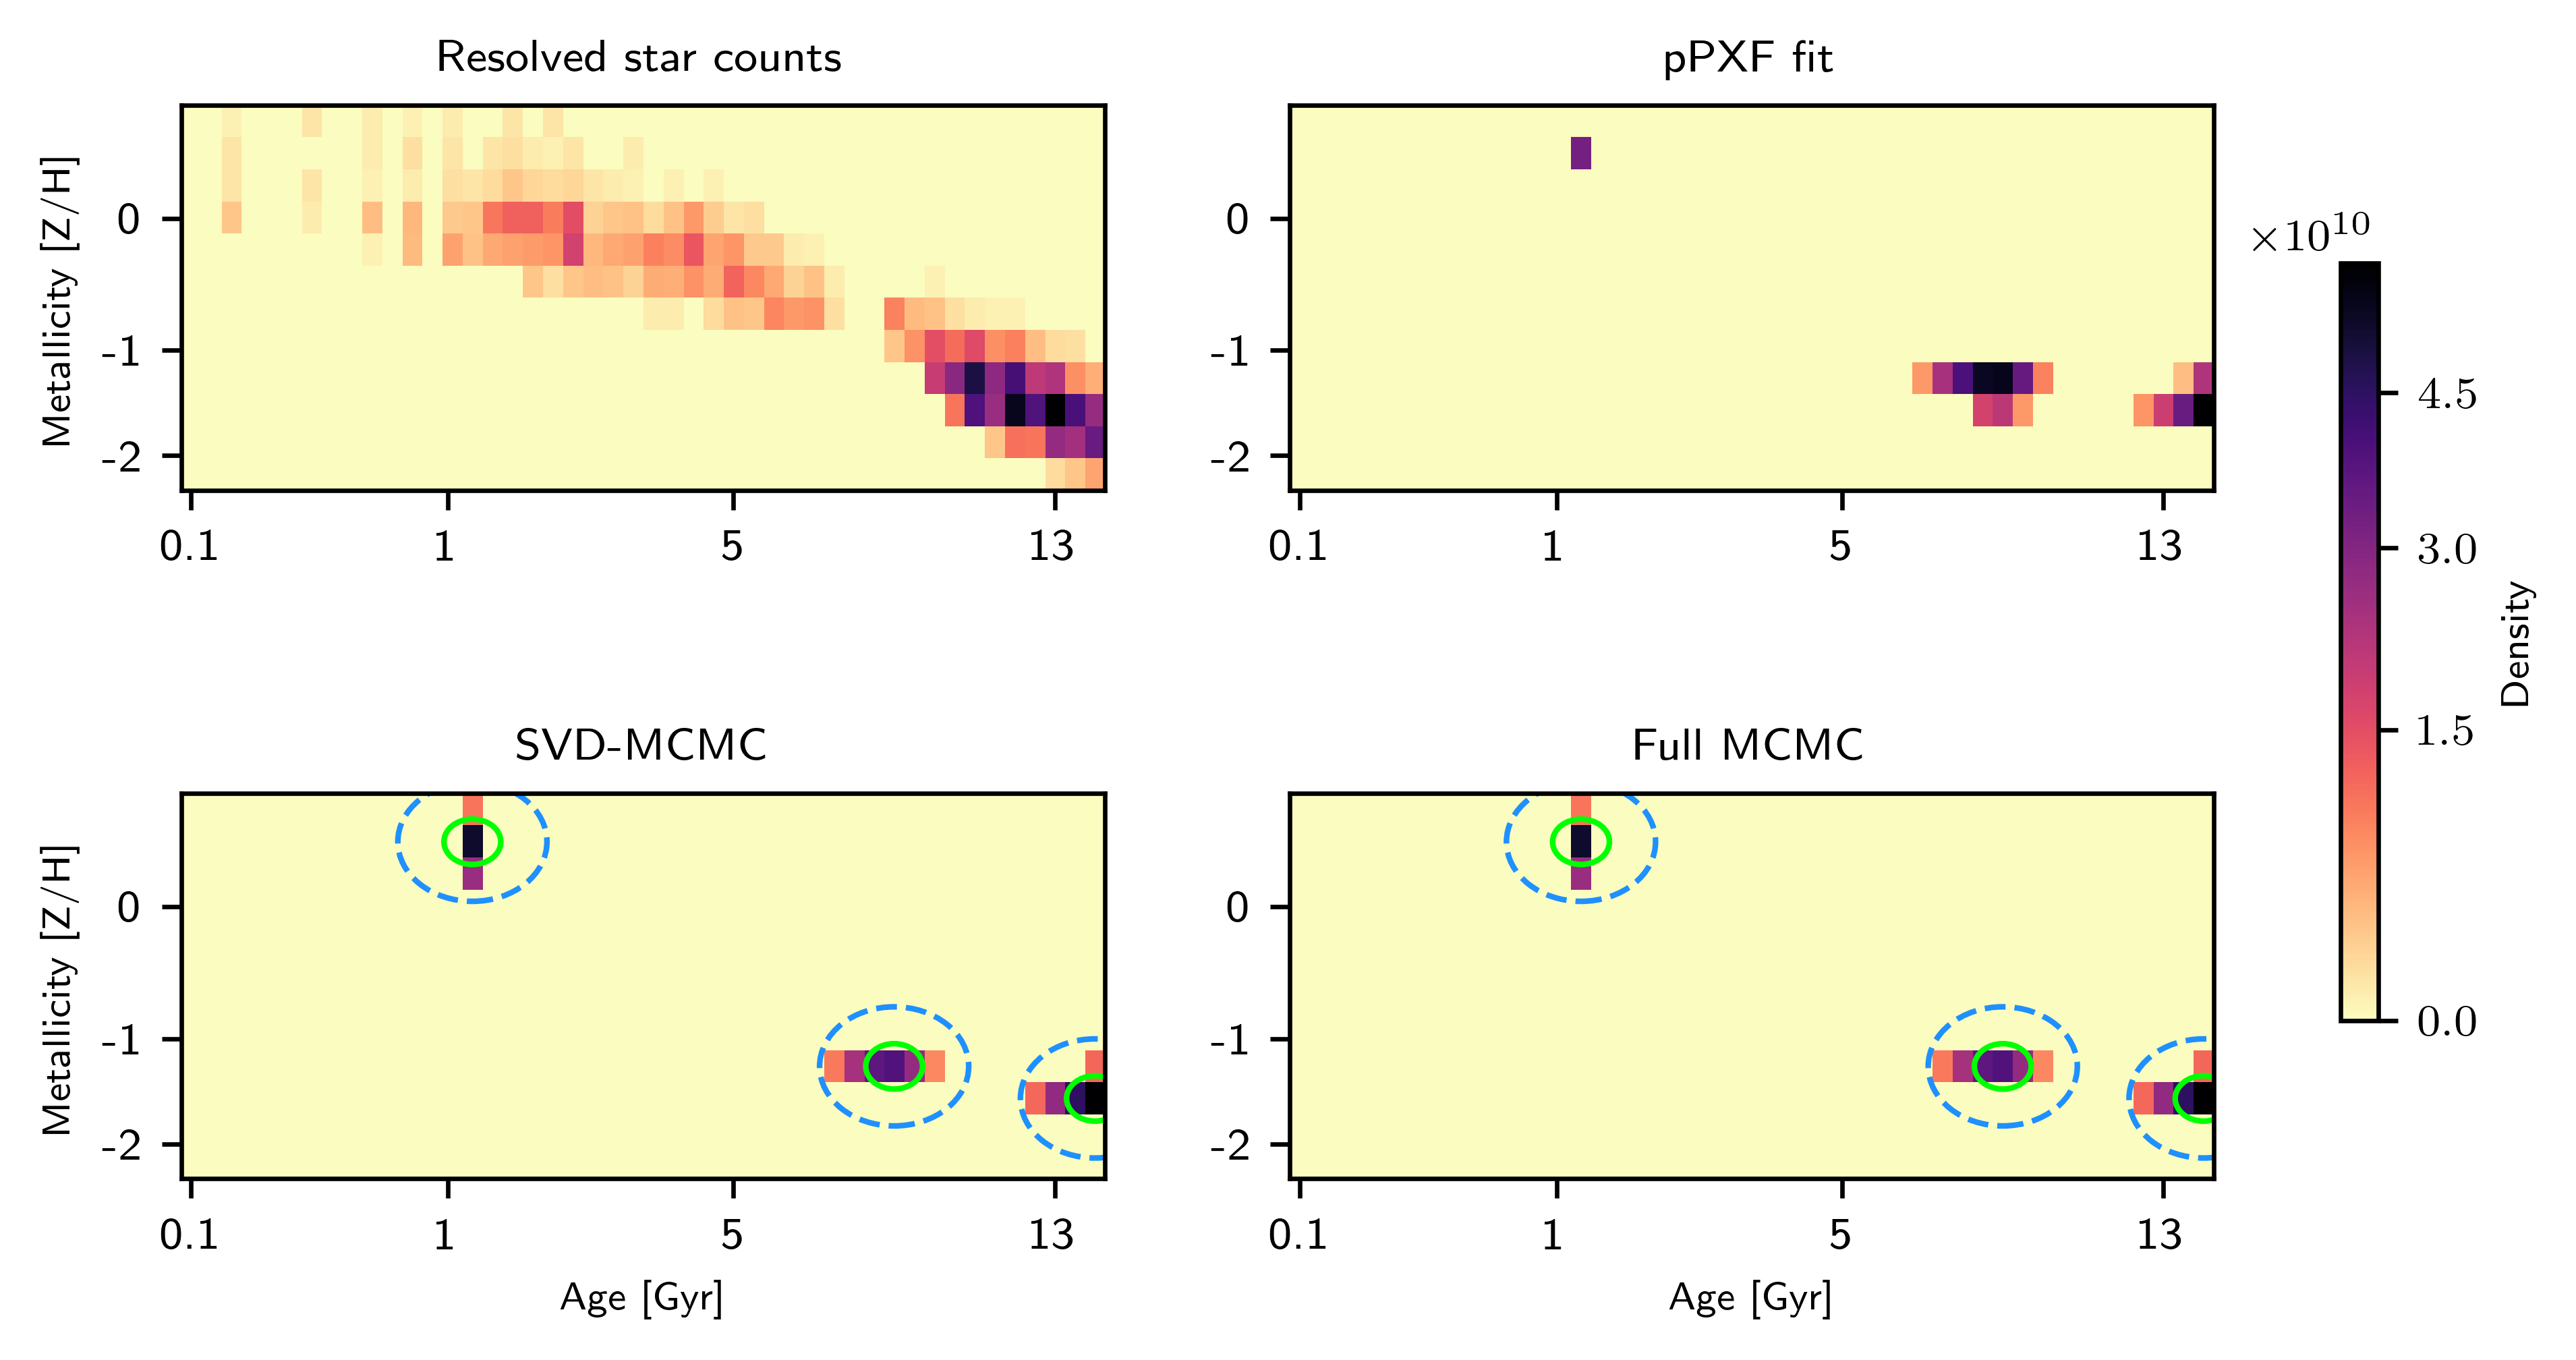 Resolved star counts
pPXF fit
Metallicity [Z/H]
0
-1
-2
0.1 1 5 13
0
-1
-2
0.1 1 5 13
×10¹⁰
4.5
3.0
1.5
0.0
Density
SVD-MCMC
Full MCMC
Metallicity [Z/H]
0
-1
-2
0.1 1 5 13
Age [Gyr]
0
-1
-2
0.1 1 5 13
Age [Gyr]